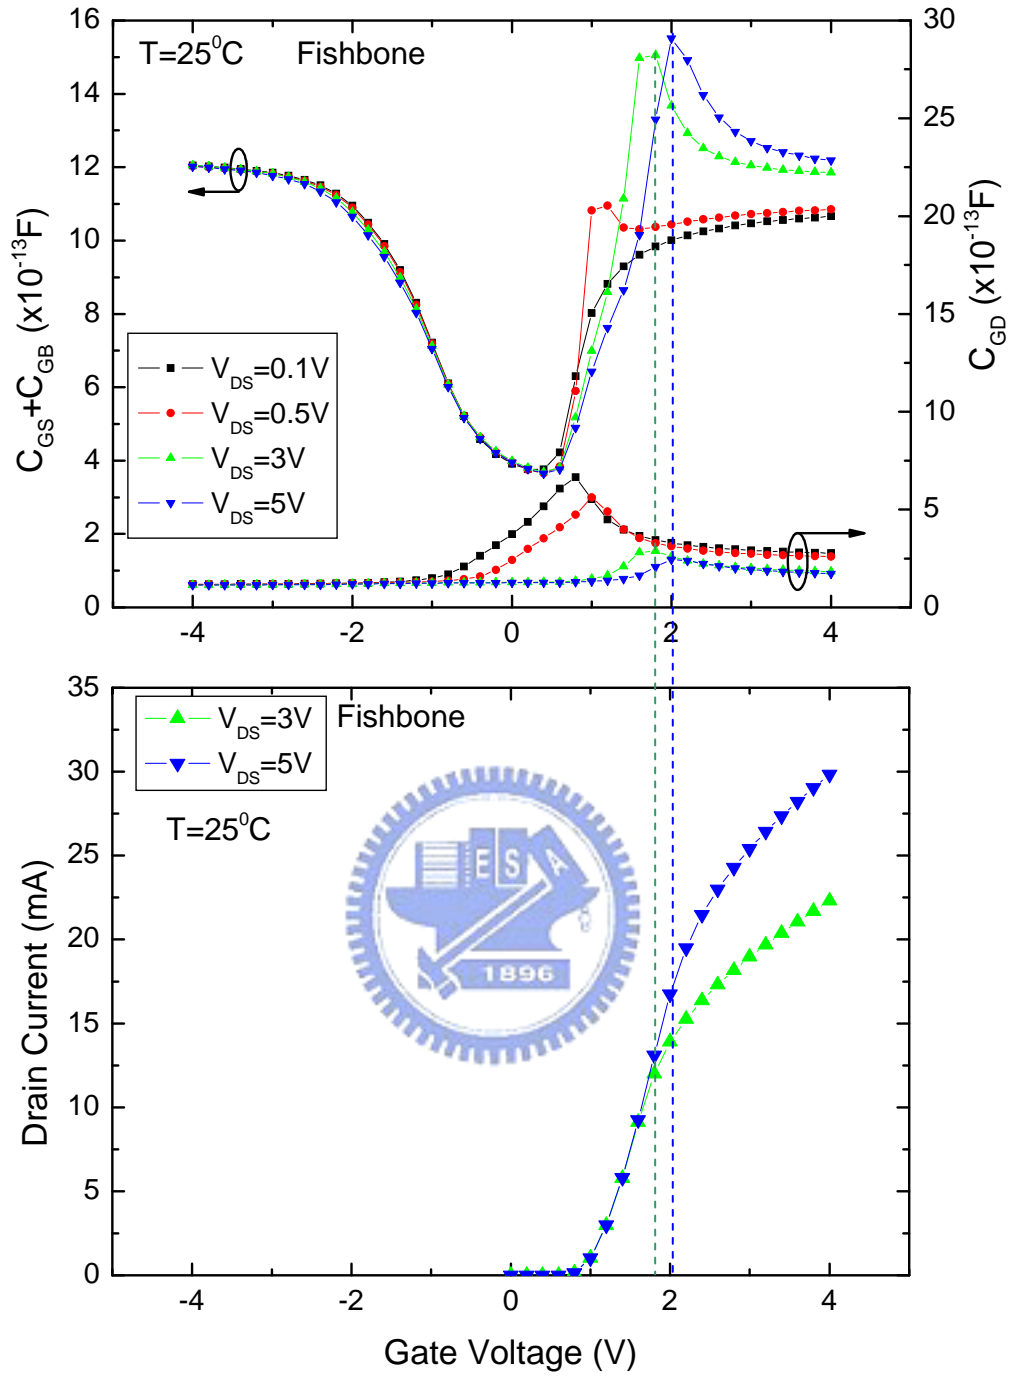 T=25⁰C Fishbone
C_GS+C_GB (x10⁻¹³F)
16
14
12
10
8
6
4
2
0
30
25
20
15
10
5
0
C_GD (x10⁻¹³F)
V_DS=0.1V
V_DS=0.5V
V_DS=3V
V_DS=5V
-4 -2 0 2 4
V_DS=3V
V_DS=5V
Fishbone
T=25⁰C
Drain Current (mA)
35
30
25
20
15
10
5
0
E S A
1896
-4 -2 0 2 4
Gate Voltage (V)